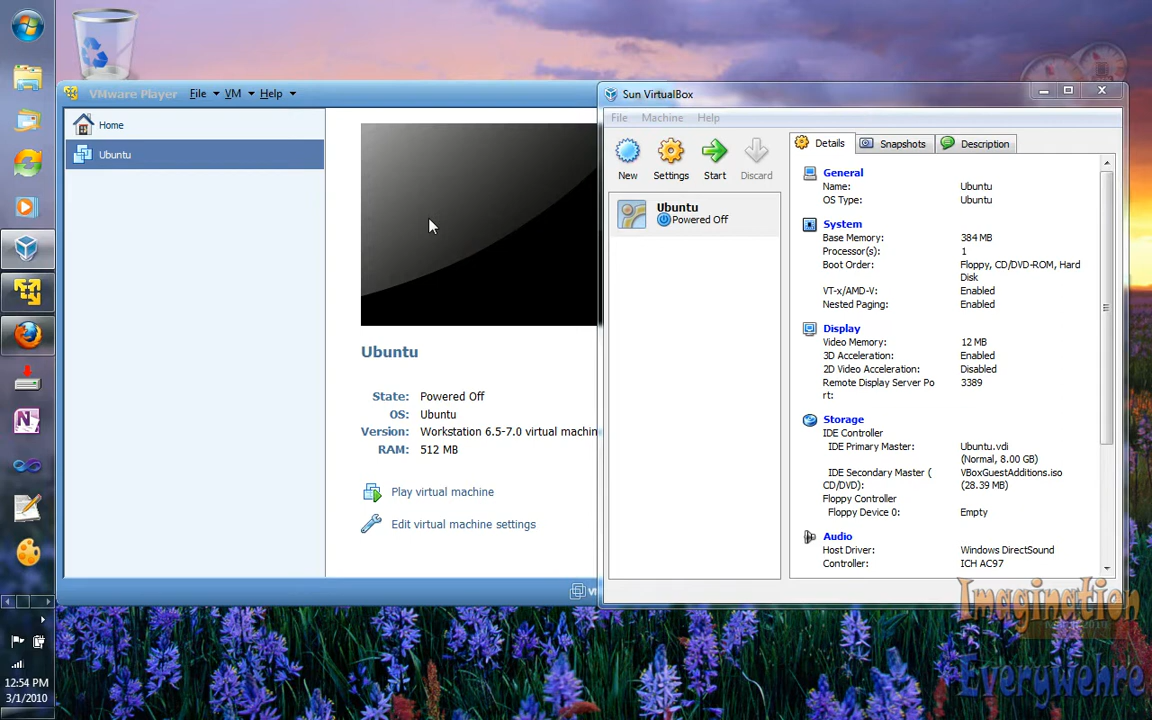 VMware Player
File
VM
Help
Home
Ubuntu
Ubuntu
State: Powered Off
OS: Ubuntu
Version: Workstation 6.5-7.0 virtual machin
RAM: 512 MB
Play virtual machine
Edit virtual machine settings
Sun VirtualBox
File Machine Help
New Settings Start Discard
Ubuntu
Powered Off
Details Snapshots Description
General
Name: Ubuntu
OS Type: Ubuntu
System
Base Memory: 384 MB
Processor(s): 1
Boot Order: Floppy, CD/DVD-ROM, Hard
Disk
VT-x/AMD-V: Enabled
Nested Paging: Enabled
Display
Video Memory: 12 MB
3D Acceleration: Enabled
2D Video Acceleration: Disabled
Remote Display Server Po 3389
rt:
Storage
IDE Controller
IDE Primary Master: Ubuntu.vdi
(Normal, 8.00 GB)
IDE Secondary Master ( VBoxGuestAdditions.iso
CD/DVD): (28.39 MB)
Floppy Controller
Floppy Device 0: Empty
Audio
Host Driver: Windows DirectSound
Controller: ICH AC97
Imagination
Everywehre
12:54 PM
3/1/2010